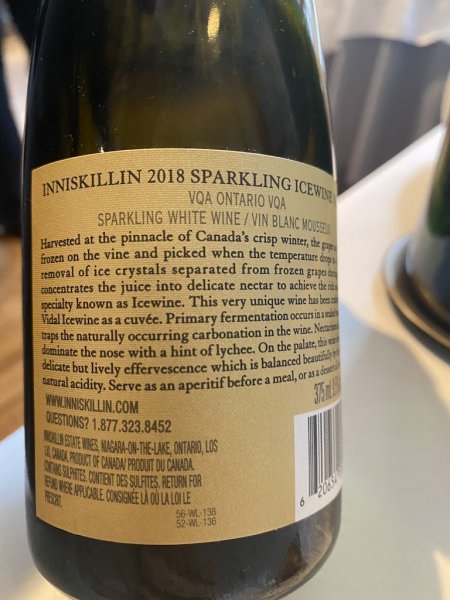 INNISKILLIN 2018 SPARKLING ICEWINE
VQA ONTARIO VQA
SPARKLING WHITE WINE / VIN BLANC MOUSSEUX
Harvested at the pinnacle of Canada's crisp winter, the grapes
frozen on the vine and picked when the temperature drops
removal of ice crystals separated from frozen grapes
concentrates the juice into delicate nectar to achieve the rich
specialty known as Icewine. This very unique wine has been
Vidal Icewine as a cuvée. Primary fermentation occurs in a
traps the naturally occurring carbonation in the wine.
dominate the nose with a hint of lychee. On the palate, this
delicate but lively effervescence which is balanced beautifully
natural acidity. Serve as an aperitif before a meal, or as a dessert
375 mL
WWW.INNISKILLIN.COM
QUESTIONS? 1.877.323.8452
INNISKILLIN ESTATE WINES, NIAGARA-ON-THE-LAKE, ONTARIO, L0S
1J0, CANADA. PRODUCT OF CANADA/ PRODUIT DU CANADA.
CONTAINS SULPHITES. CONTIENT DES SULFITES. RETURN FOR
REFUND WHERE APPLICABLE. CONSIGNÉE LÀ OÙ LA LOI LE
PRESCRIT.
56-WL-138
52-WL-136
6 20654